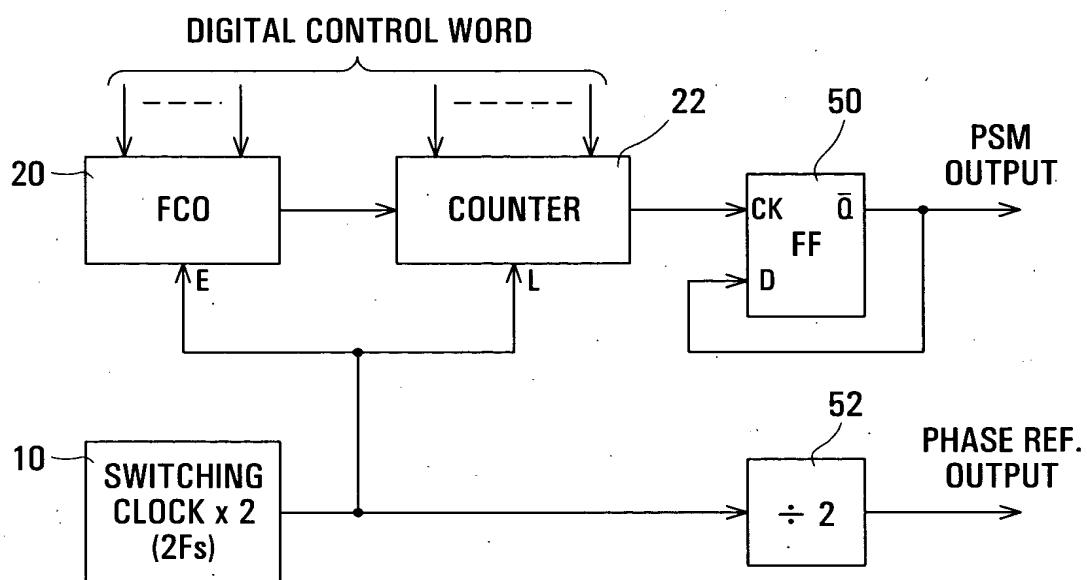 DIGITAL CONTROL WORD
20
FCO
E
22
COUNTER
L
50
CK Q̅
FF
D
PSM
OUTPUT
10
SWITCHING
CLOCK x 2
(2Fs)
52
÷ 2
PHASE REF.
OUTPUT